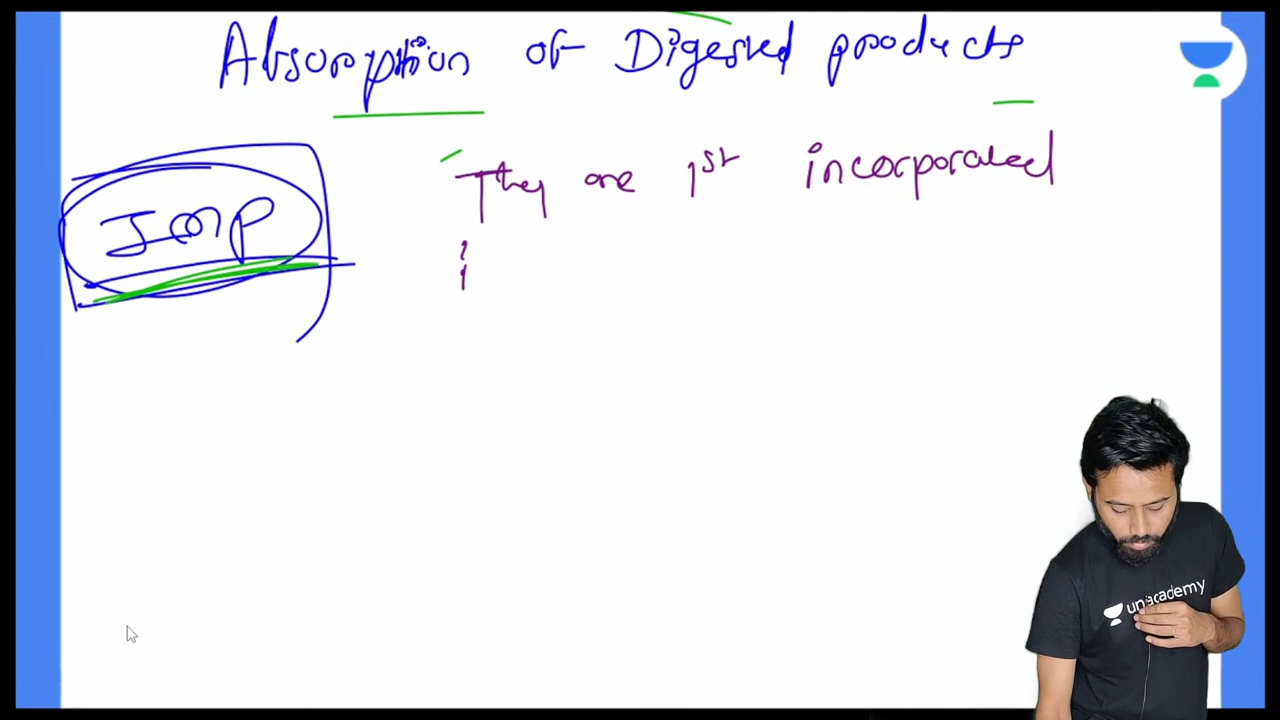 Absorption of Digested products
Imp
They are 1st incorporated
i
unacademy